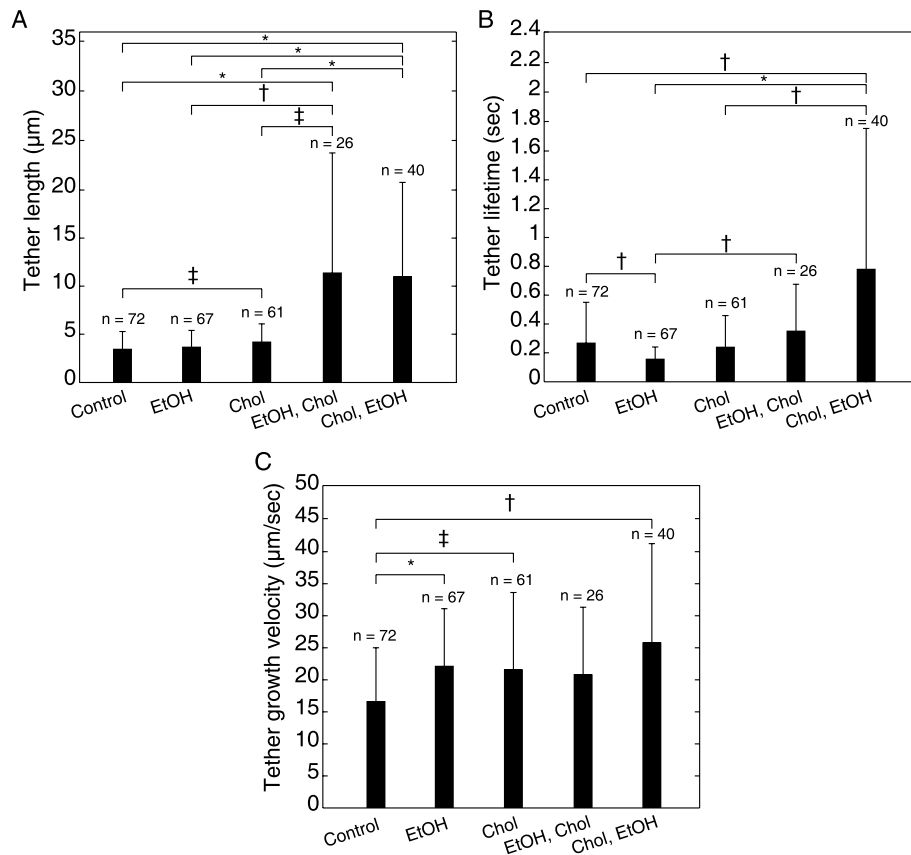 A
Tether length (µm)
35
30
25
20
15
10
5
0
*
*
*
*
†
‡
‡
n = 72
n = 67
n = 61
n = 26
n = 40
Control
EtOH
Chol
EtOH, Chol
Chol, EtOH
B
Tether lifetime (sec)
2.4
2.2
2
1.8
1.6
1.4
1.2
1
0.8
0.6
0.4
0.2
0
†
*
†
†
†
n = 72
n = 67
n = 61
n = 26
n = 40
Control
EtOH
Chol
EtOH, Chol
Chol, EtOH
C
Tether growth velocity (µm/sec)
50
45
40
35
30
25
20
15
10
5
0
†
‡
*
n = 72
n = 67
n = 61
n = 26
n = 40
Control
EtOH
Chol
EtOH, Chol
Chol, EtOH